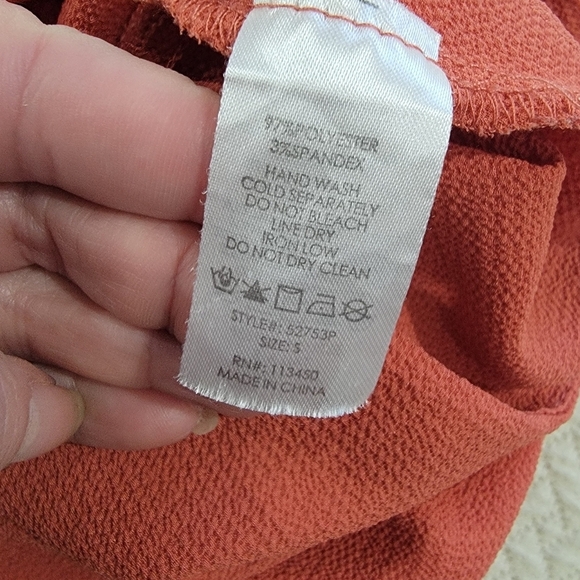 97%POLYESTER
3%SPANDEX
HAND WASH
COLD SEPARATELY
DO NOT BLEACH
LINE DRY
IRON LOW
DO NOT DRY CLEAN
STYLE#: 52753P
SIZE: S
RN#: 113450
MADE IN CHINA